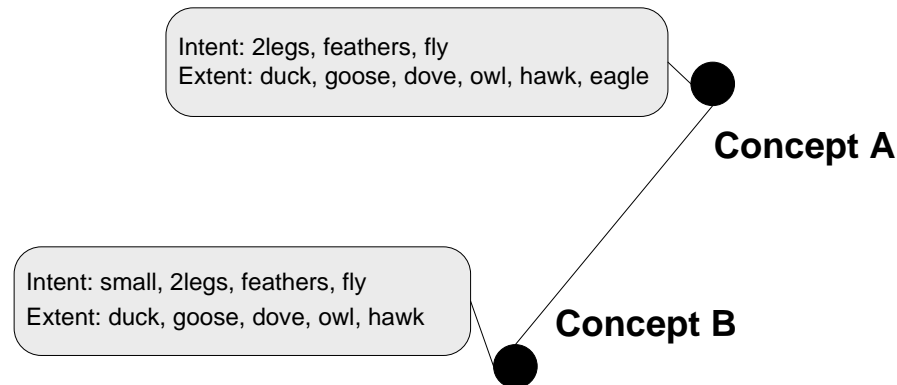 Intent: 2legs, feathers, fly
Extent: duck, goose, dove, owl, hawk, eagle
Concept A
Intent: small, 2legs, feathers, fly
Extent: duck, goose, dove, owl, hawk
Concept B